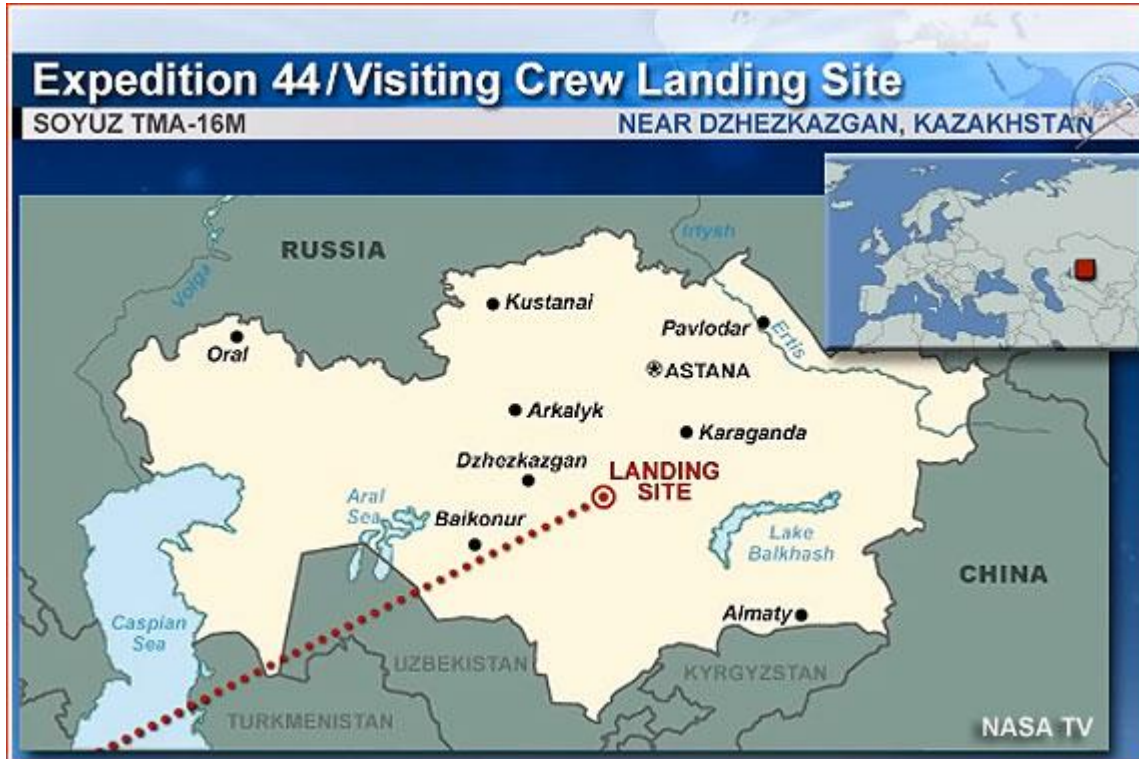 Expedition 44/Visiting Crew Landing Site
SOYUZ TMA-16M
NEAR DZHEZKAZGAN, KAZAKHSTAN
Irtysh
RUSSIA
Volga
Kustanai
Pavlodar
Ertis
Oral
ASTANA
Arkalyk
Karaganda
Dzhezkazgan
LANDING
SITE
Aral
Sea
Baikonur
Lake
Balkhash
CHINA
Caspian
Sea
Almaty
UZBEKISTAN
KYRGYZSTAN
TURKMENISTAN
NASA TV